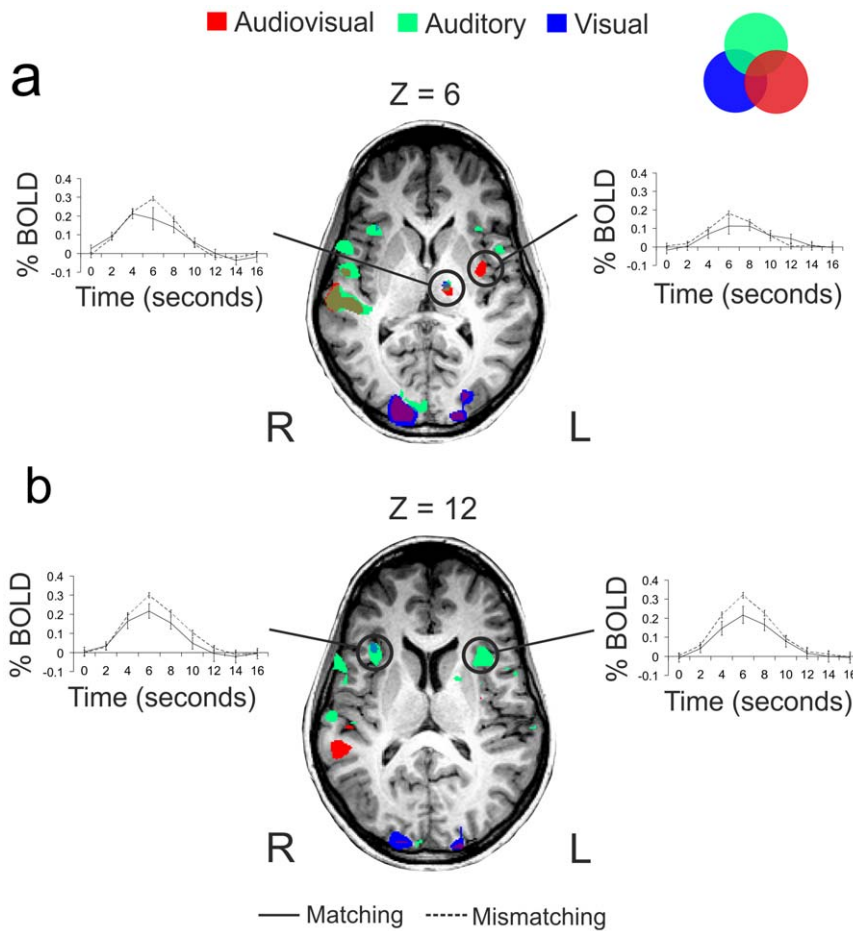 Audiovisual Auditory Visual
a
Z = 6
% BOLD
0.4
0.3
0.2
0.1
0
-0.1
0 2 4 6 8 10 12 14 16
Time (seconds)
% BOLD
0.4
0.3
0.2
0.1
0
-0.1
0 2 4 6 8 10 12 14 16
Time (seconds)
R L
b
Z = 12
% BOLD
0.4
0.3
0.2
0.1
0
-0.1
0 2 4 6 8 10 12 14 16
Time (seconds)
% BOLD
0.4
0.3
0.2
0.1
0
-0.1
0 2 4 6 8 10 12 14 16
Time (seconds)
R L
Matching Mismatching